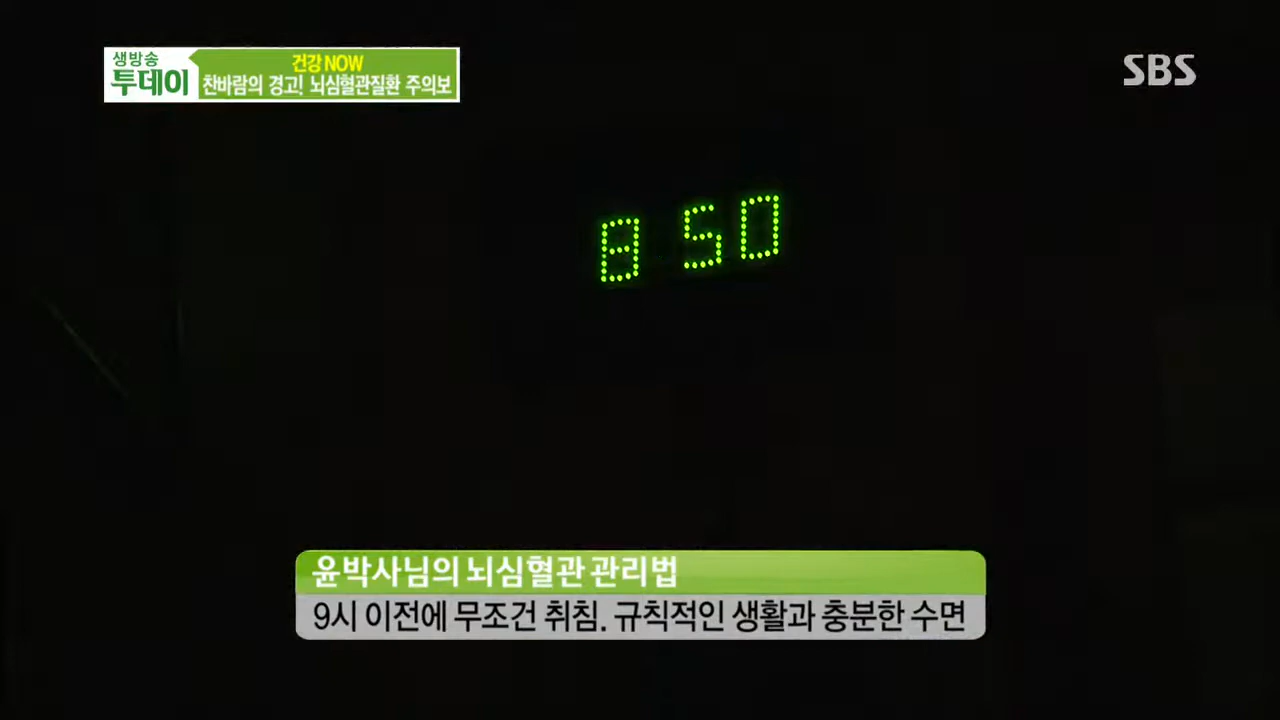 생방송
투데이
건강 NOW
찬바람의 경고! 뇌심혈관질환 주의보
SBS
8 50
윤박사님의 뇌심혈관 관리법
9시 이전에 무조건 취침. 규칙적인 생활과 충분한 수면